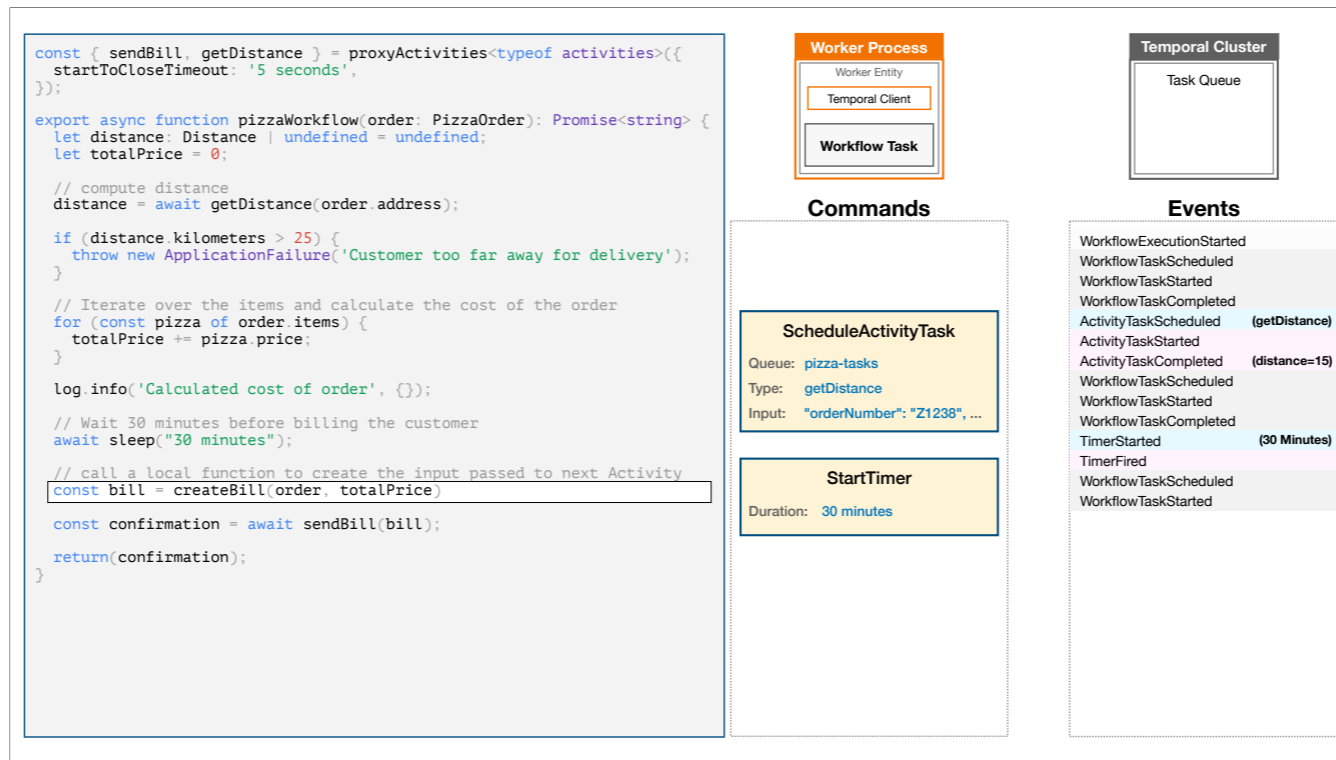 const { sendBill, getDistance } = proxyActivities<typeof activities>({
  startToCloseTimeout: '5 seconds',
});
export async function pizzaWorkflow(order: PizzaOrder): Promise<string> {
  let distance: Distance | undefined = undefined;
  let totalPrice = 0;
  // compute distance
  distance = await getDistance(order.address);
  if (distance.kilometers > 25) {
    throw new ApplicationFailure('Customer too far away for delivery');
  }
  // Iterate over the items and calculate the cost of the order
  for (const pizza of order.items) {
    totalPrice += pizza.price;
  }
  log.info('Calculated cost of order', {});
  // Wait 30 minutes before billing the customer
  await sleep("30 minutes");
  // call a local function to create the input passed to next Activity
  const bill = createBill(order, totalPrice)
  const confirmation = await sendBill(bill);
  return(confirmation);
}
Worker Process
Worker Entity
Temporal Client
Workflow Task
Commands
ScheduleActivityTask
Queue: pizza-tasks
Type: getDistance
Input: "orderNumber": "Z1238", ...
StartTimer
Duration: 30 minutes
Temporal Cluster
Task Queue
Events
WorkflowExecutionStarted
WorkflowTaskScheduled
WorkflowTaskStarted
WorkflowTaskCompleted
ActivityTaskScheduled (getDistance)
ActivityTaskStarted
ActivityTaskCompleted (distance=15)
WorkflowTaskScheduled
WorkflowTaskStarted
WorkflowTaskCompleted
TimerStarted (30 Minutes)
TimerFired
WorkflowTaskScheduled
WorkflowTaskStarted